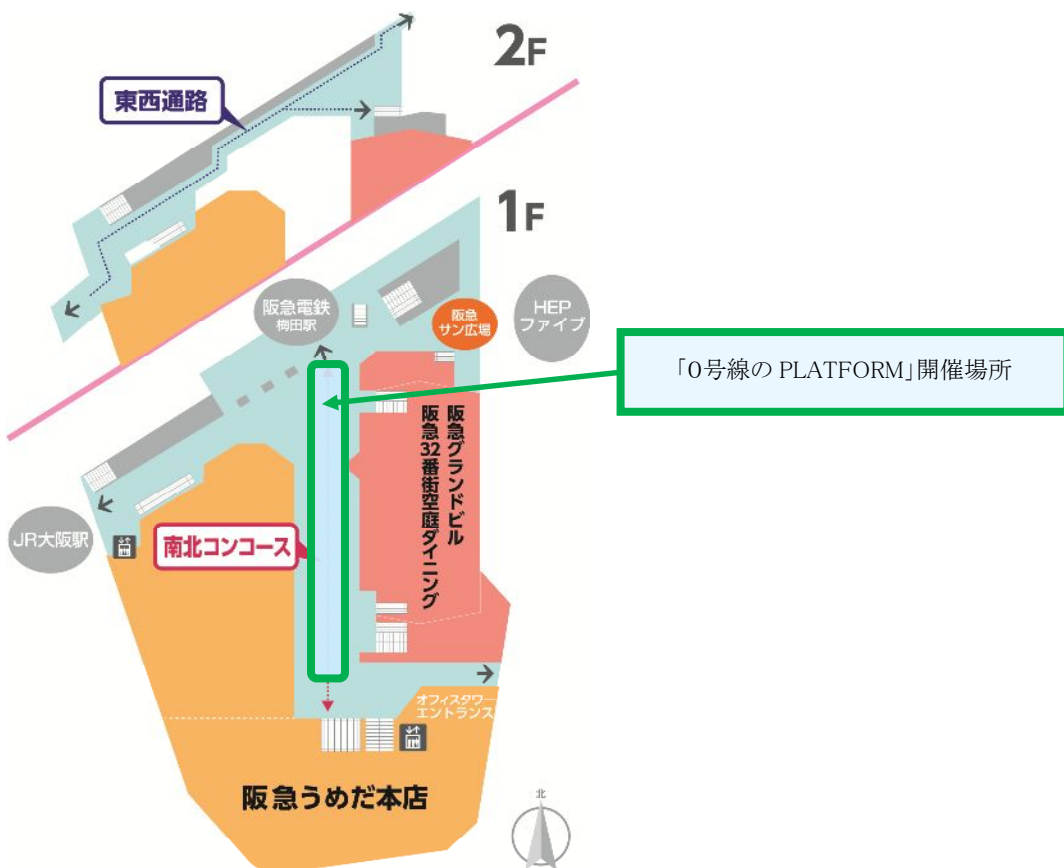 2F
東西通路
1F
阪急電鉄
梅田駅
阪急
サン広場
HEP
ファイブ
「0号線の PLATFORM」開催場所
阪急グランドビル
阪急32番街空庭ダイニング
JR大阪駅
南北コンコース
オフィスタワー
エントランス
阪急うめだ本店
北